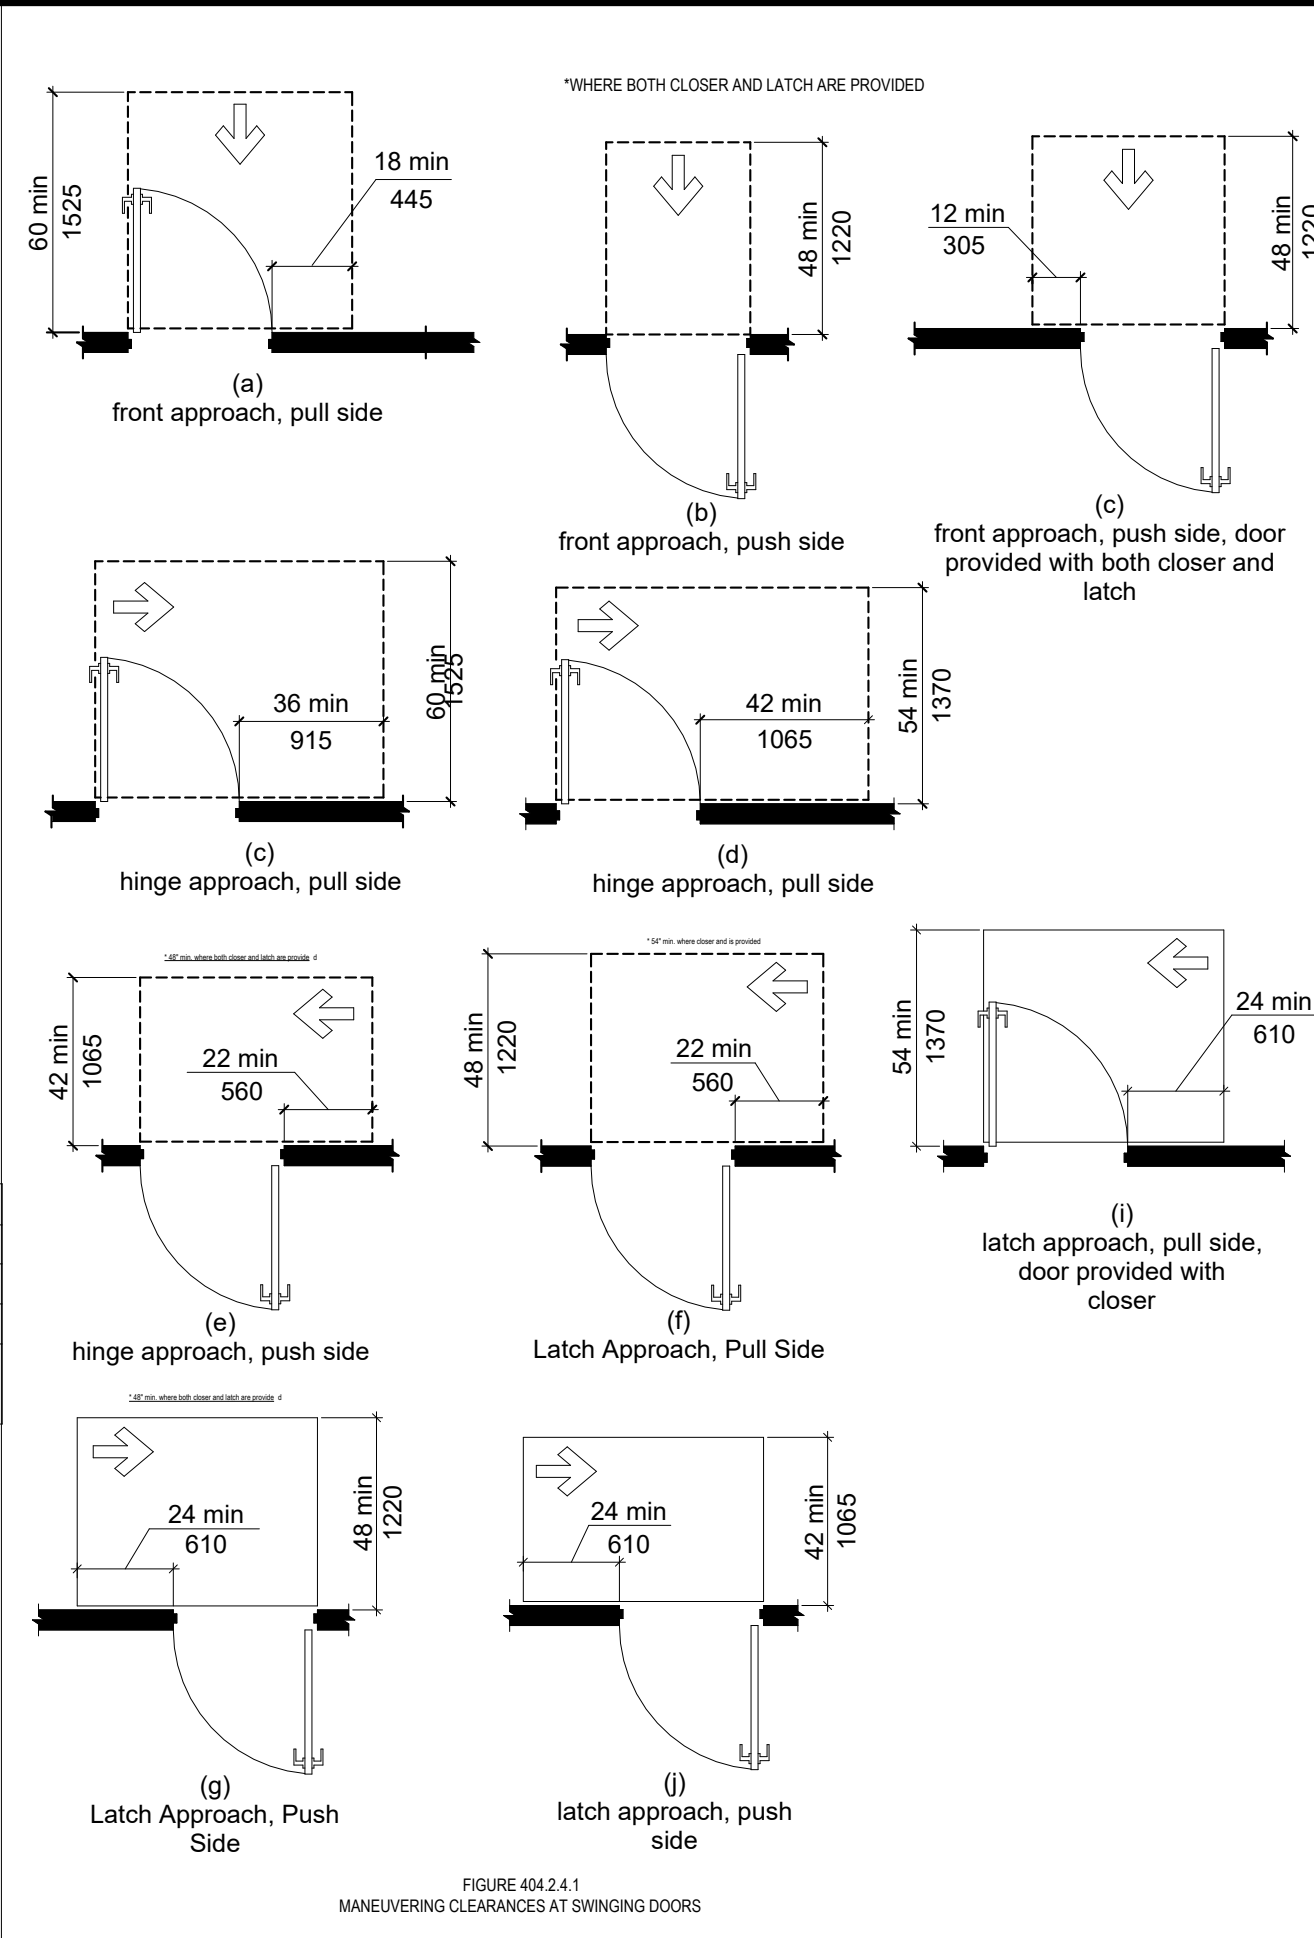 *WHERE BOTH CLOSER AND LATCH ARE PROVIDED
60 min
1525
18 min
445
(a)
front approach, pull side
48 min
1220
(b)
front approach, push side
12 min
305
48 min
1220
(c)
front approach, push side, door
provided with both closer and
latch
36 min
915
60 min
1525
(c)
hinge approach, pull side
42 min
1065
54 min
1370
(d)
hinge approach, pull side
* 48" min. where both closer and latch are provide d
42 min
1065
22 min
560
(e)
hinge approach, push side
* 54" min. where closer and is provided
48 min
1220
22 min
560
(f)
Latch Approach, Pull Side
54 min
1370
24 min
610
(i)
latch approach, pull side,
door provided with
closer
* 48" min. where both closer and latch are provide d
24 min
610
48 min
1220
(g)
Latch Approach, Push
Side
24 min
610
42 min
1065
(j)
latch approach, push
side
FIGURE 404.2.4.1
MANEUVERING CLEARANCES AT SWINGING DOORS